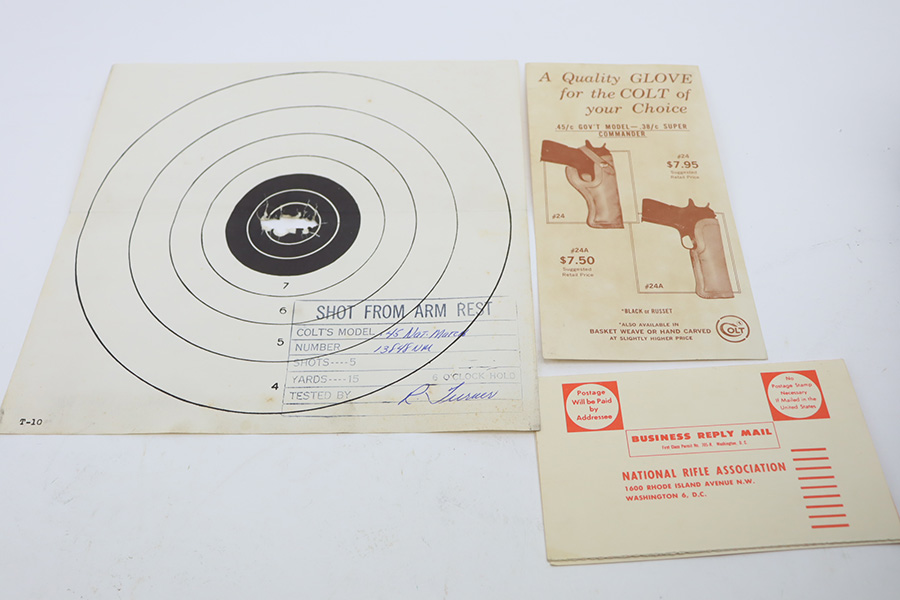 7
6
5
4
T-10
SHOT FROM ARM REST
COLT'S MODEL .45 Nat. Match
NUMBER 13548NM
SHOTS----5
YARDS----15 6 O'CLOCK HOLD
TESTED BY R. Turner
A Quality GLOVE
for the COLT of
your Choice
.45/c GOV'T MODEL—.38/c SUPER
COMMANDER
#24
$7.95
Suggested
Retail Price
#24
#24A
$7.50
Suggested
Retail Price
#24A
*BLACK or RUSSET
*ALSO AVAILABLE IN
BASKET WEAVE OR HAND CARVED
AT SLIGHTLY HIGHER PRICE
COLT
Postage
Will be Paid
by
Addressee
No
Postage Stamp
Necessary
If Mailed in the
United States
BUSINESS REPLY MAIL
Washington, D. C.
NATIONAL RIFLE ASSOCIATION
1600 RHODE ISLAND AVENUE N.W.
WASHINGTON 6, D.C.